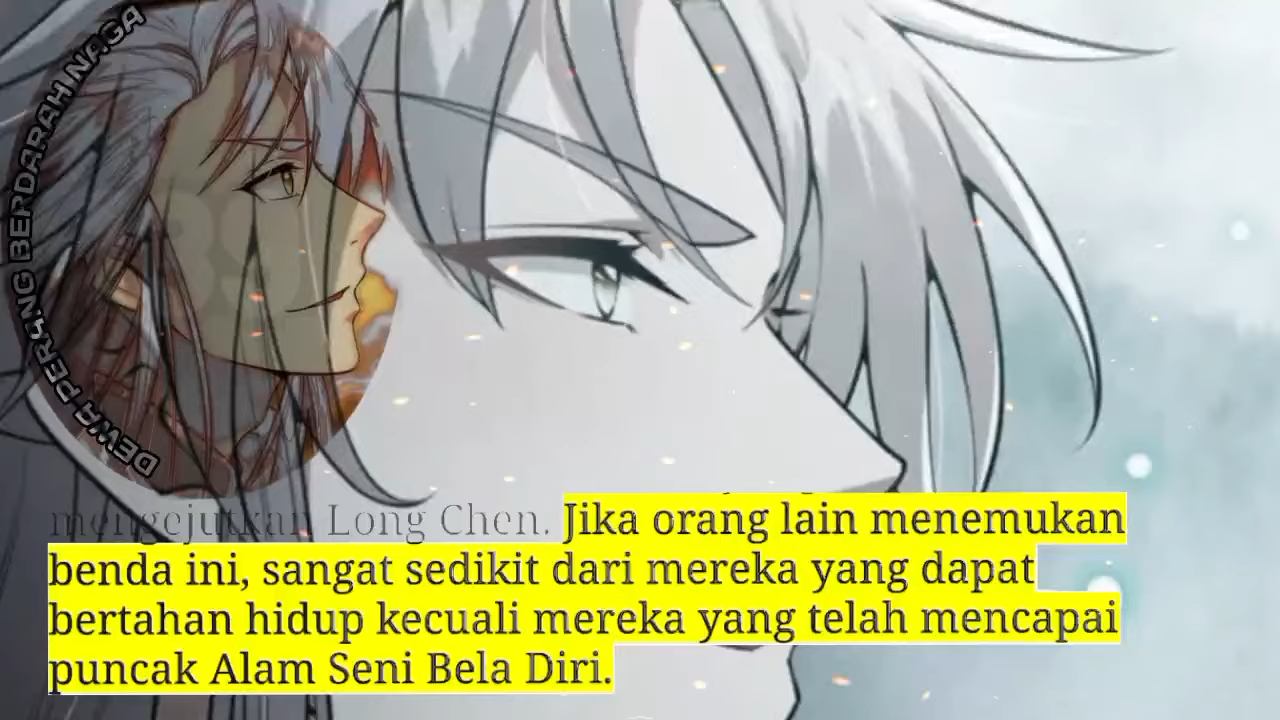 DEWA PERANG BERDARAH NAGA
mengejutkan Long Chen. Jika orang lain menemukan
benda ini, sangat sedikit dari mereka yang dapat
bertahan hidup kecuali mereka yang telah mencapai
puncak Alam Seni Bela Diri.